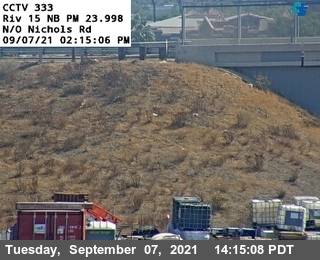 CCTV 333
Riv 15 NB PM 23.998
N/O Nichols Rd
09/07/21 02:15:06 PM
Tuesday, September 07, 2021 14:15:08 PDT